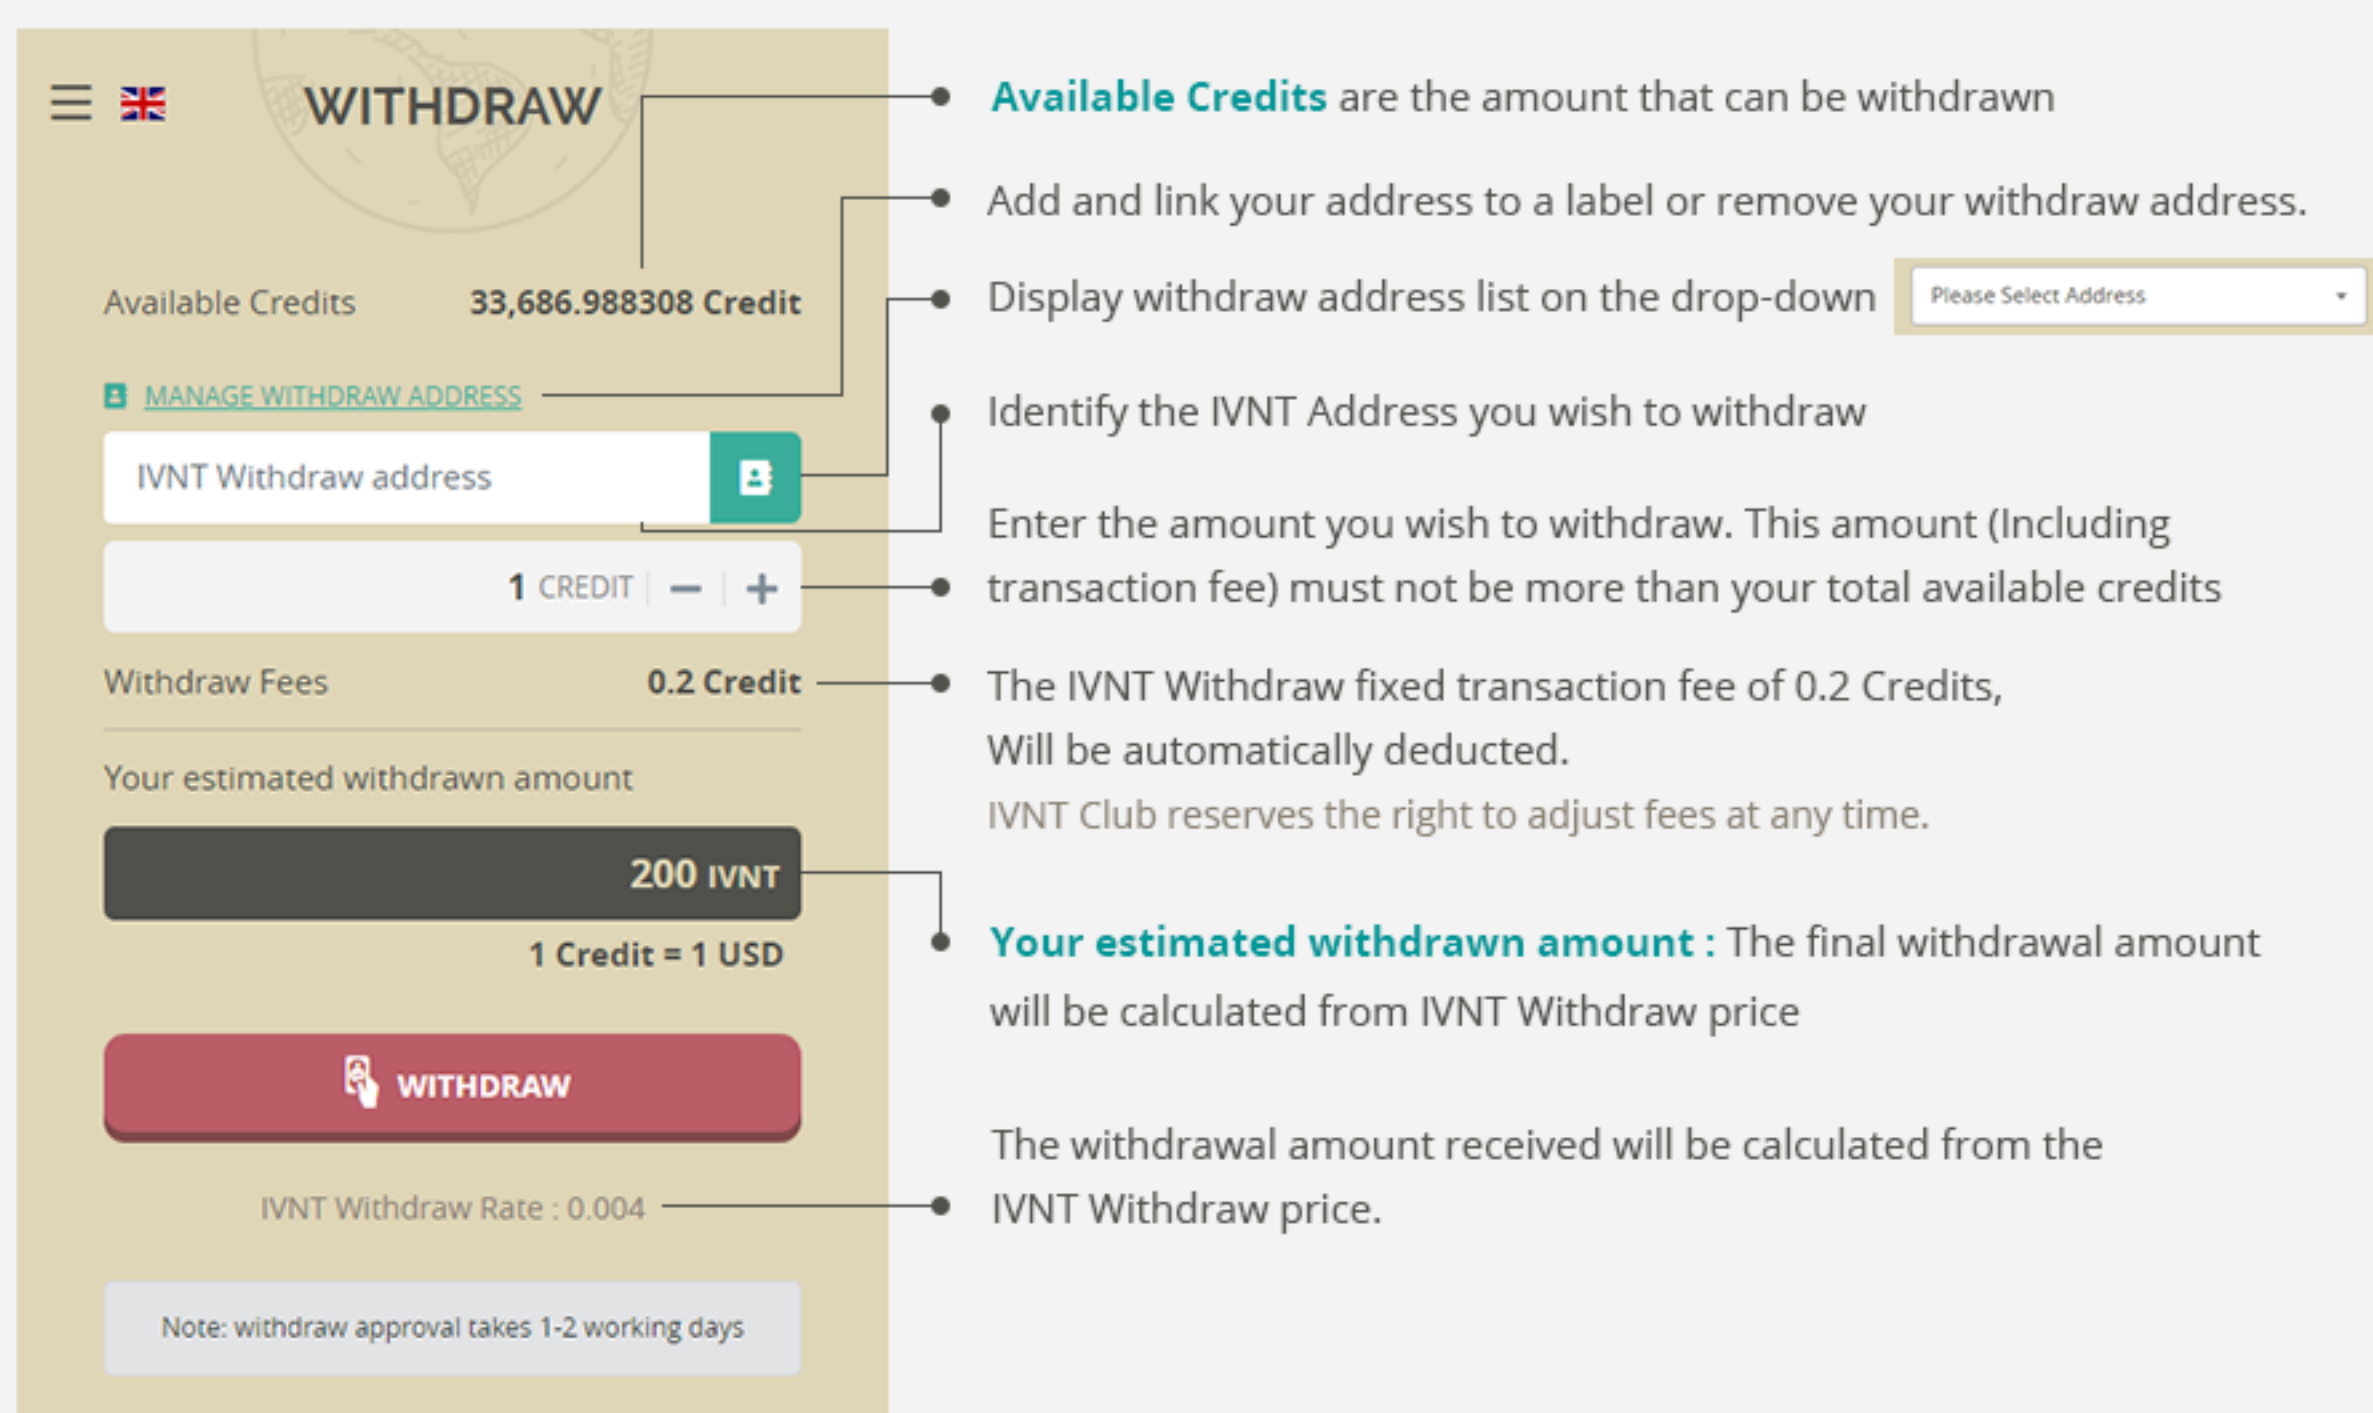 WITHDRAW
Available Credits 33,686.988308 Credit
MANAGE WITHDRAW ADDRESS
IVNT Withdraw address
1 CREDIT
Withdraw Fees 0.2 Credit
Your estimated withdrawn amount
200 IVNT
1 Credit = 1 USD
WITHDRAW
IVNT Withdraw Rate : 0.004
Note: withdraw approval takes 1-2 working days
Available Credits are the amount that can be withdrawn
Add and link your address to a label or remove your withdraw address.
Display withdraw address list on the drop-down
Please Select Address
Identify the IVNT Address you wish to withdraw
Enter the amount you wish to withdraw. This amount (Including
transaction fee) must not be more than your total available credits
The IVNT Withdraw fixed transaction fee of 0.2 Credits,
Will be automatically deducted.
IVNT Club reserves the right to adjust fees at any time.
Your estimated withdrawn amount : The final withdrawal amount
will be calculated from IVNT Withdraw price
The withdrawal amount received will be calculated from the
IVNT Withdraw price.